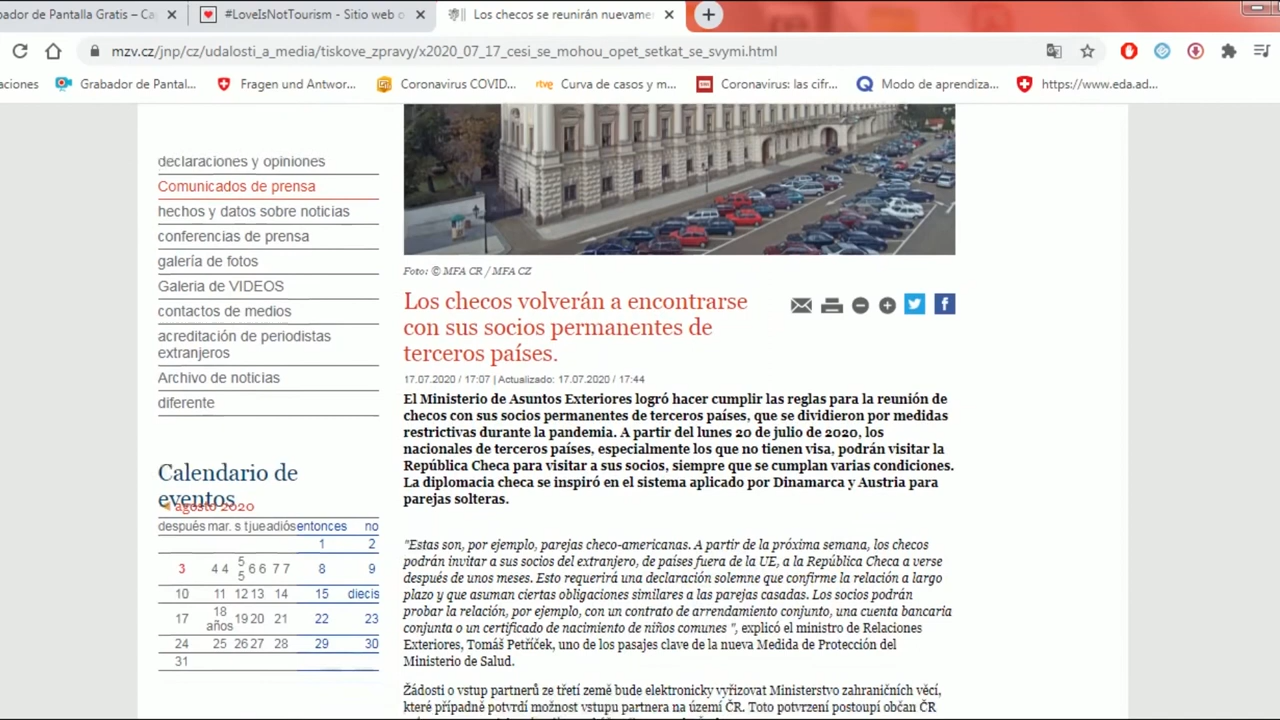 abador de Pantalla Gratis – Ca
#LoveIsNotTourism - Sitio web o
Los checos se reunirán nuevame
mzv.cz/jnp/cz/udalosti_a_media/tiskove_zpravy/x2020_07_17_cesi_se_mohou_opet_setkat_se_svymi.html
aciones
Grabador de Pantal...
Fragen und Antwor...
Coronavirus COVID...
rtve Curva de casos y m...
Coronavirus: las cifr...
Modo de aprendiza...
https://www.eda.ad...
declaraciones y opiniones
Comunicados de prensa
hechos y datos sobre noticias
conferencias de prensa
galería de fotos
Galeria de VIDEOS
contactos de medios
acreditación de periodistas
extranjeros
Archivo de noticias
diferente
Calendario de
eventos
agosto 2020
después mar. s tjueadiós entonces no
1 2
3 4 4 5 5 6 6 7 7 8 9
10 11 12 13 14 15 diecis
17 18 años 19 20 21 22 23
24 25 26 27 28 29 30
31
Foto: © MFA CR / MFA CZ
Los checos volverán a encontrarse
con sus socios permanentes de
terceros países.
17.07.2020 / 17:07 | Actualizado: 17.07.2020 / 17:44
El Ministerio de Asuntos Exteriores logró hacer cumplir las reglas para la reunión de
checos con sus socios permanentes de terceros países, que se dividieron por medidas
restrictivas durante la pandemia. A partir del lunes 20 de julio de 2020, los
nacionales de terceros países, especialmente los que no tienen visa, podrán visitar la
República Checa para visitar a sus socios, siempre que se cumplan varias condiciones.
La diplomacia checa se inspiró en el sistema aplicado por Dinamarca y Austria para
parejas solteras.
"Estas son, por ejemplo, parejas checo-americanas. A partir de la próxima semana, los checos
podrán invitar a sus socios del extranjero, de países fuera de la UE, a la República Checa a verse
después de unos meses. Esto requerirá una declaración solemne que confirme la relación a largo
plazo y que asuman ciertas obligaciones similares a las parejas casadas. Los socios podrán
probar la relación, por ejemplo, con un contrato de arrendamiento conjunto, una cuenta bancaria
conjunta o un certificado de nacimiento de niños comunes ", explicó el ministro de Relaciones
Exteriores, Tomáš Petříček, uno de los pasajes clave de la nueva Medida de Protección del
Ministerio de Salud.
Žádosti o vstup partnerů ze třetí země bude elektronicky vyřizovat Ministerstvo zahraničních věcí,
které případně potvrdí možnost vstupu partnera na území ČR. Toto potvrzení postoupí občan ČR